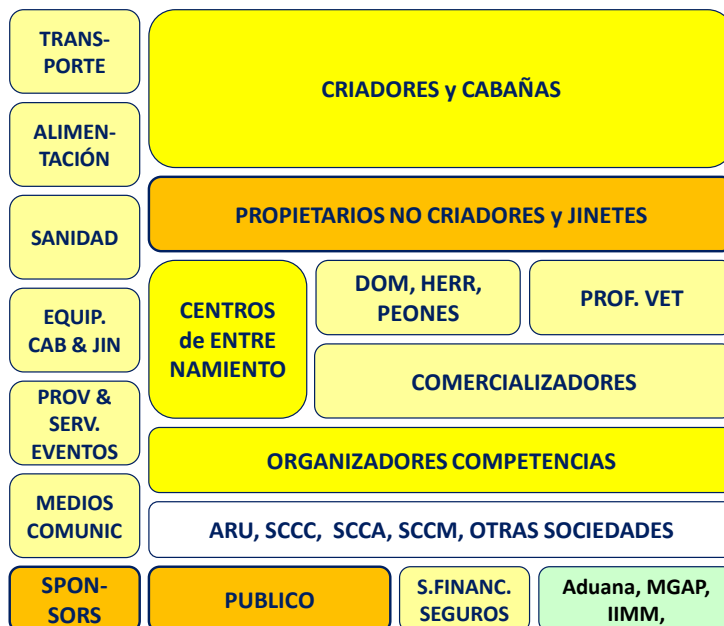 TRANS-
PORTE
ALIMEN-
TACIÓN
SANIDAD
EQUIP.
CAB & JIN
PROV &
SERV.
EVENTOS
MEDIOS
COMUNIC
SPON-
SORS
CRIADORES y CABAÑAS
PROPIETARIOS NO CRIADORES y JINETES
CENTROS
de ENTRE
NAMIENTO
DOM, HERR,
PEONES
PROF. VET
COMERCIALIZADORES
ORGANIZADORES COMPETENCIAS
ARU, SCCC, SCCA, SCCM, OTRAS SOCIEDADES
PUBLICO
S.FINANC.
SEGUROS
Aduana, MGAP,
IIMM,